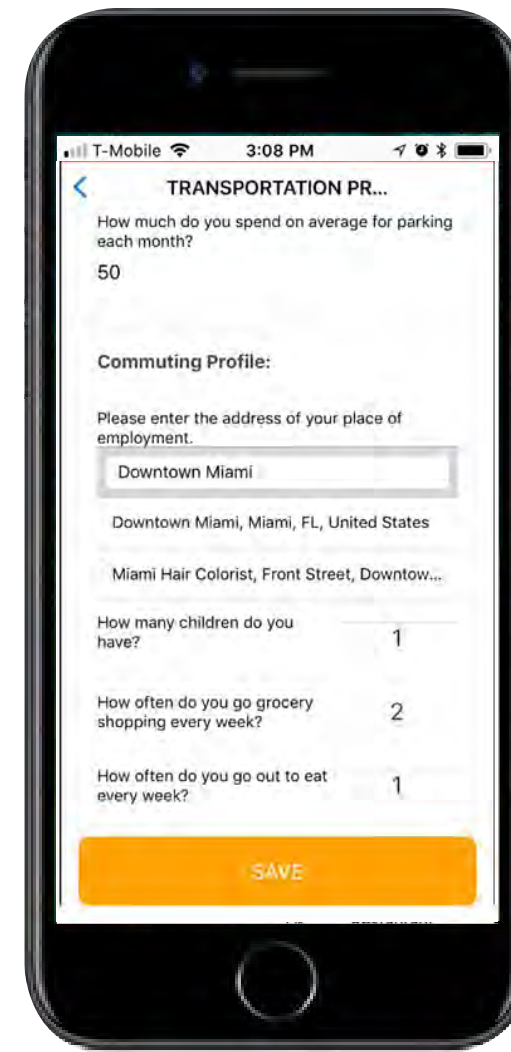 T-Mobile 3:08 PM
TRANSPORTATION PR...
How much do you spend on average for parking
each month?
50
Commuting Profile:
Please enter the address of your place of
employment.
Downtown Miami
Downtown Miami, Miami, FL, United States
Miami Hair Colorist, Front Street, Downtow...
How many children do you
have?
1
How often do you go grocery
shopping every week?
2
How often do you go out to eat
every week?
1
SAVE